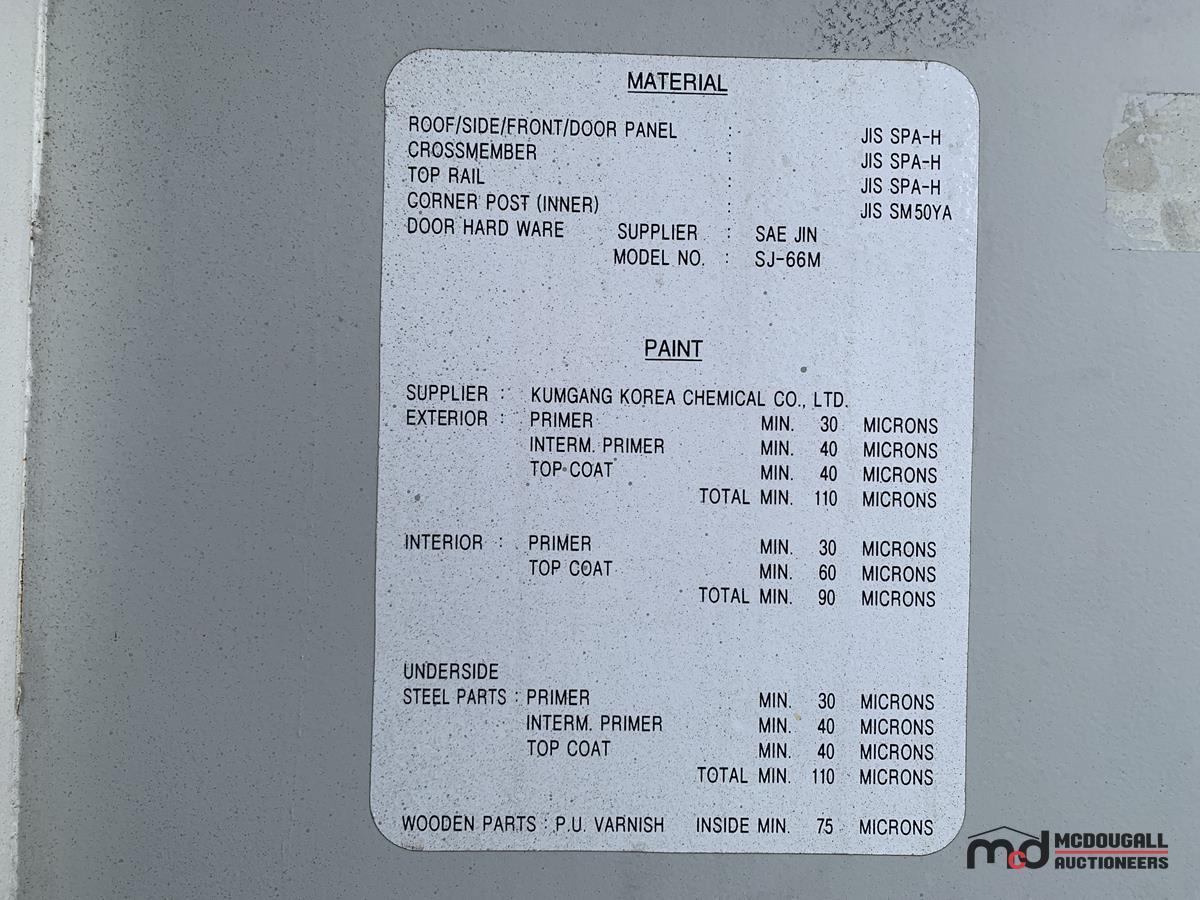 MATERIAL
ROOF/SIDE/FRONT/DOOR PANEL : JIS SPA-H
CROSSMEMBER : JIS SPA-H
TOP RAIL : JIS SPA-H
CORNER POST (INNER) : JIS SM50YA
DOOR HARD WARE SUPPLIER : SAE JIN
MODEL NO. : SJ-66M
PAINT
SUPPLIER : KUMGANG KOREA CHEMICAL CO., LTD.
EXTERIOR : PRIMER MIN. 30 MICRONS
INTERM. PRIMER MIN. 40 MICRONS
TOP COAT MIN. 40 MICRONS
TOTAL MIN. 110 MICRONS
INTERIOR : PRIMER MIN. 30 MICRONS
TOP COAT MIN. 60 MICRONS
TOTAL MIN. 90 MICRONS
UNDERSIDE
STEEL PARTS : PRIMER MIN. 30 MICRONS
INTERM. PRIMER MIN. 40 MICRONS
TOP COAT MIN. 40 MICRONS
TOTAL MIN. 110 MICRONS
WOODEN PARTS : P.U. VARNISH INSIDE MIN. 75 MICRONS
mcd MCDOUGALL
AUCTIONEERS